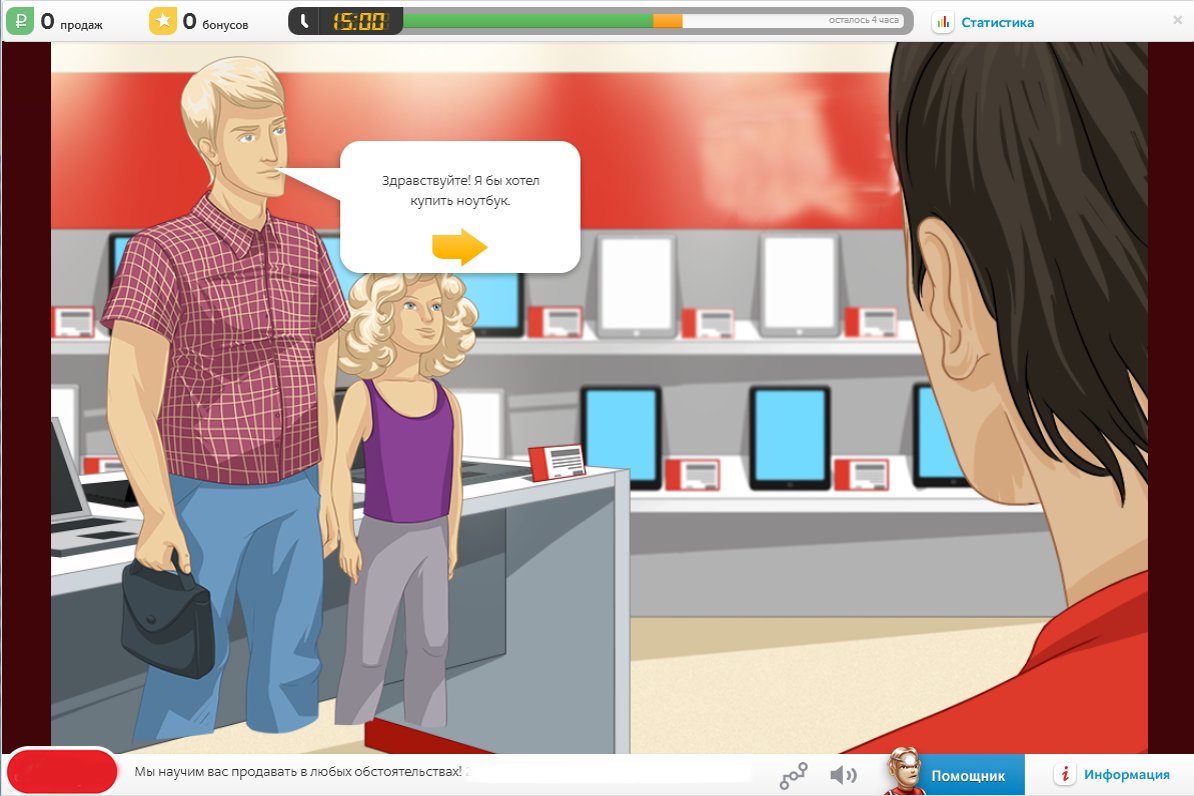 0 продаж
0 бонусов
15:00
осталось 4 часа
Статистика
Здравствуйте! Я бы хотел
купить ноутбук.
Мы научим вас продавать в любых обстоятельствах!
Помощник
Информация